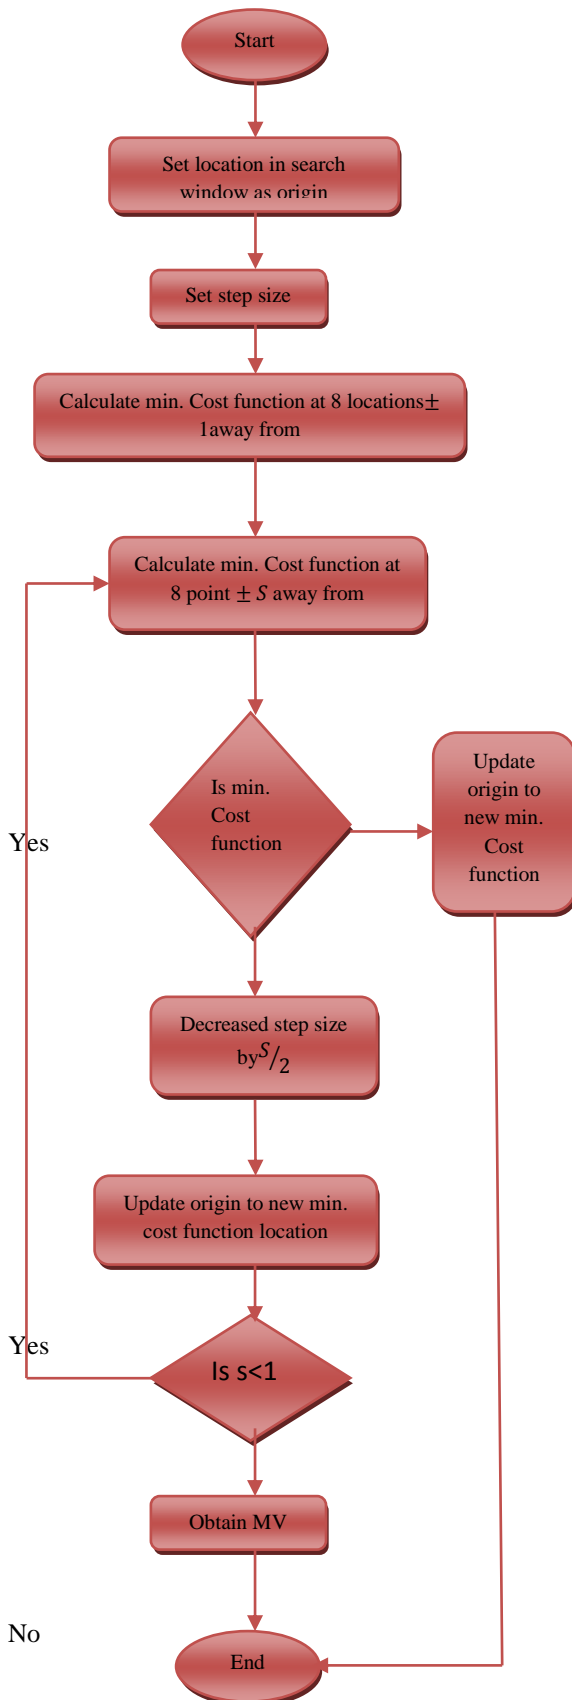 Start
Set location in search
window as origin
Set step size
Calculate min. Cost function at 8 locations±
1away from
Calculate min. Cost function at
8 point ± S away from
Is min.
Cost
function
Update
origin to
new min.
Cost
function
Yes
Decreased step size
by S/2
Update origin to new min.
cost function location
Yes
Is s<1
Obtain MV
No
End